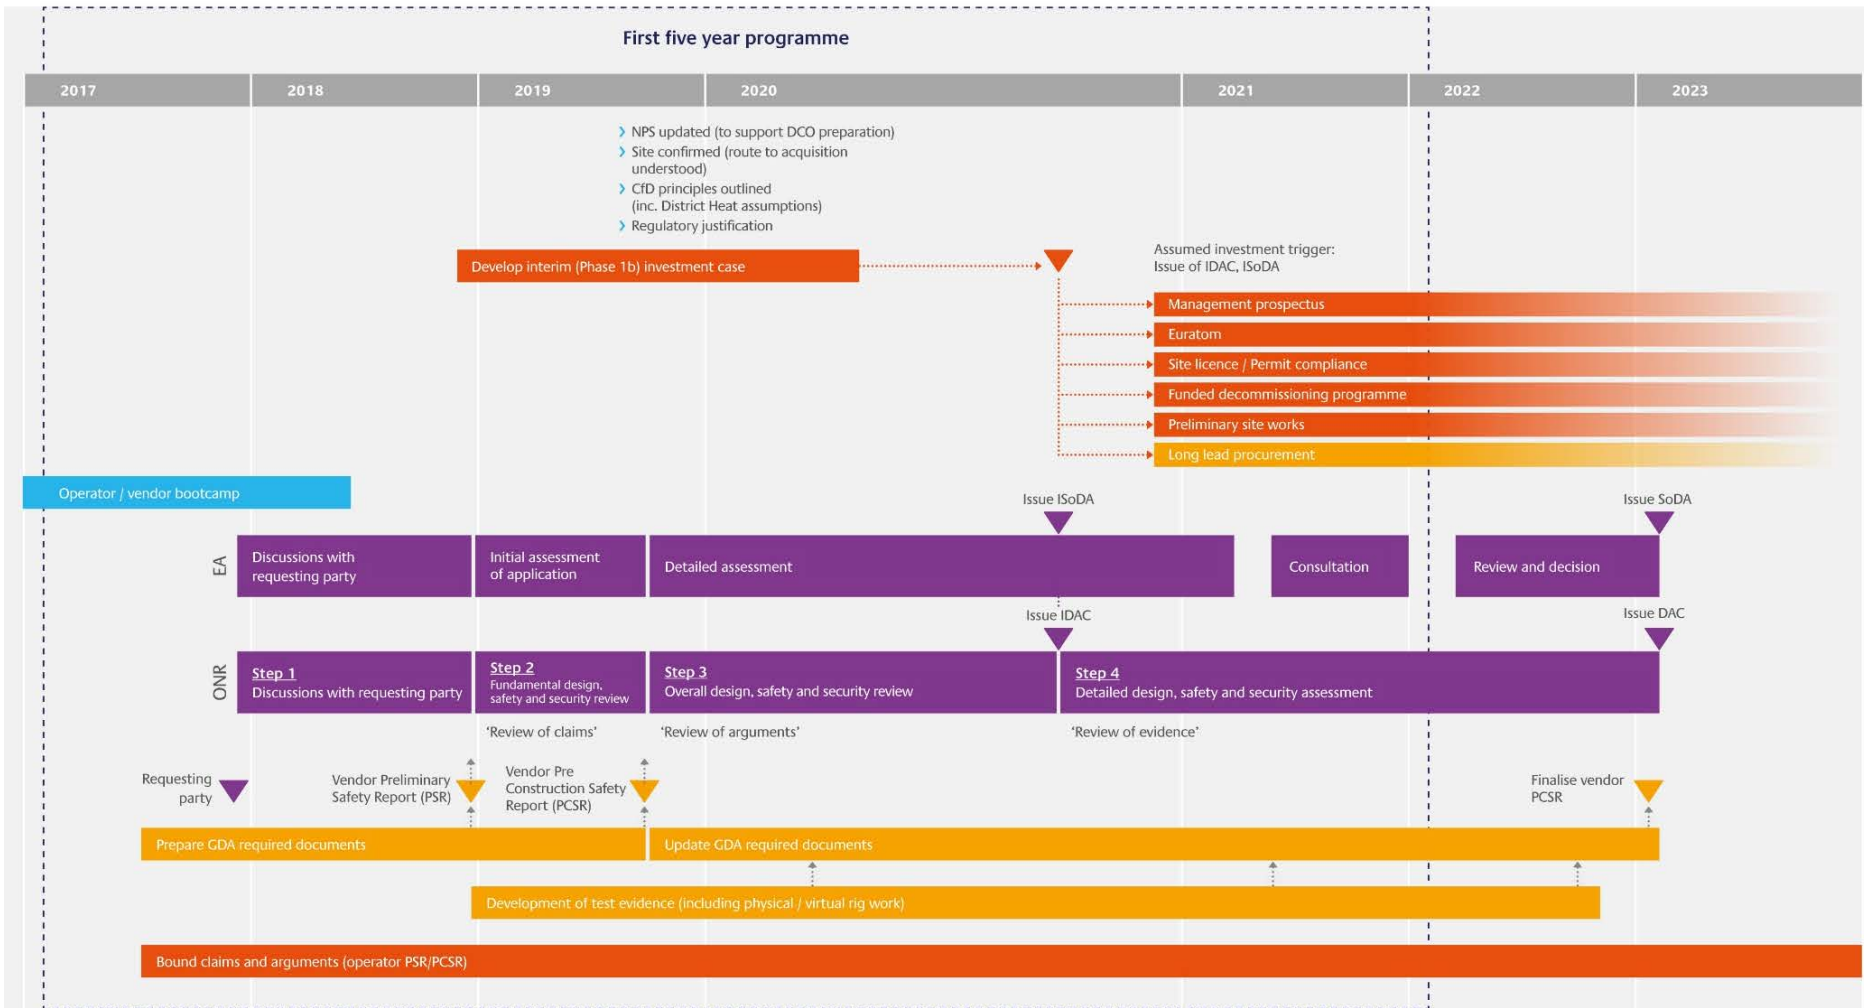 First five year programme
2017
2018
2019
2020
2021
2022
2023
NPS updated (to support DCO preparation)
Site confirmed (route to acquisition
understood)
CfD principles outlined
(inc. District Heat assumptions)
Regulatory justification
Develop interim (Phase 1b) investment case
Assumed investment trigger:
Issue of IDAC, ISoDA
Management prospectus
Euratom
Site licence / Permit compliance
Funded decommissioning programme
Preliminary site works
Long lead procurement
Operator / vendor bootcamp
Issue ISoDA
Issue SoDA
EA
Discussions with
requesting party
Initial assessment
of application
Detailed assessment
Consultation
Review and decision
Issue IDAC
Issue DAC
ONR
Step 1
Discussions with requesting party
Step 2
Fundamental design,
safety and security review
Step 3
Overall design, safety and security review
Step 4
Detailed design, safety and security assessment
‘Review of claims’
‘Review of arguments’
‘Review of evidence’
Requesting
party
Vendor Preliminary
Safety Report (PSR)
Vendor Pre
Construction Safety
Report (PCSR)
Finalise vendor
PCSR
Prepare GDA required documents
Update GDA required documents
Development of test evidence (including physical / virtual rig work)
Bound claims and arguments (operator PSR/PCSR)